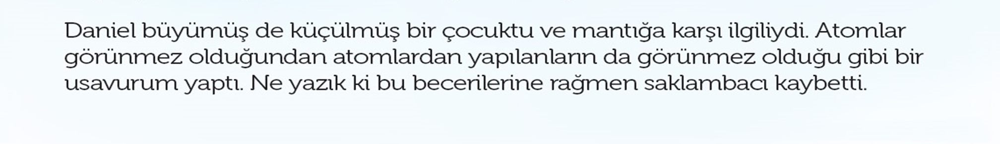 Daniel büyümüş de küçülmüş bir çocuktu ve mantığa karşı ilgiliydi. Atomlar
görünmez olduğundan atomlardan yapılanların da görünmez olduğu gibi bir
usavurum yaptı. Ne yazık ki bu becerilerine rağmen saklambacı kaybetti.